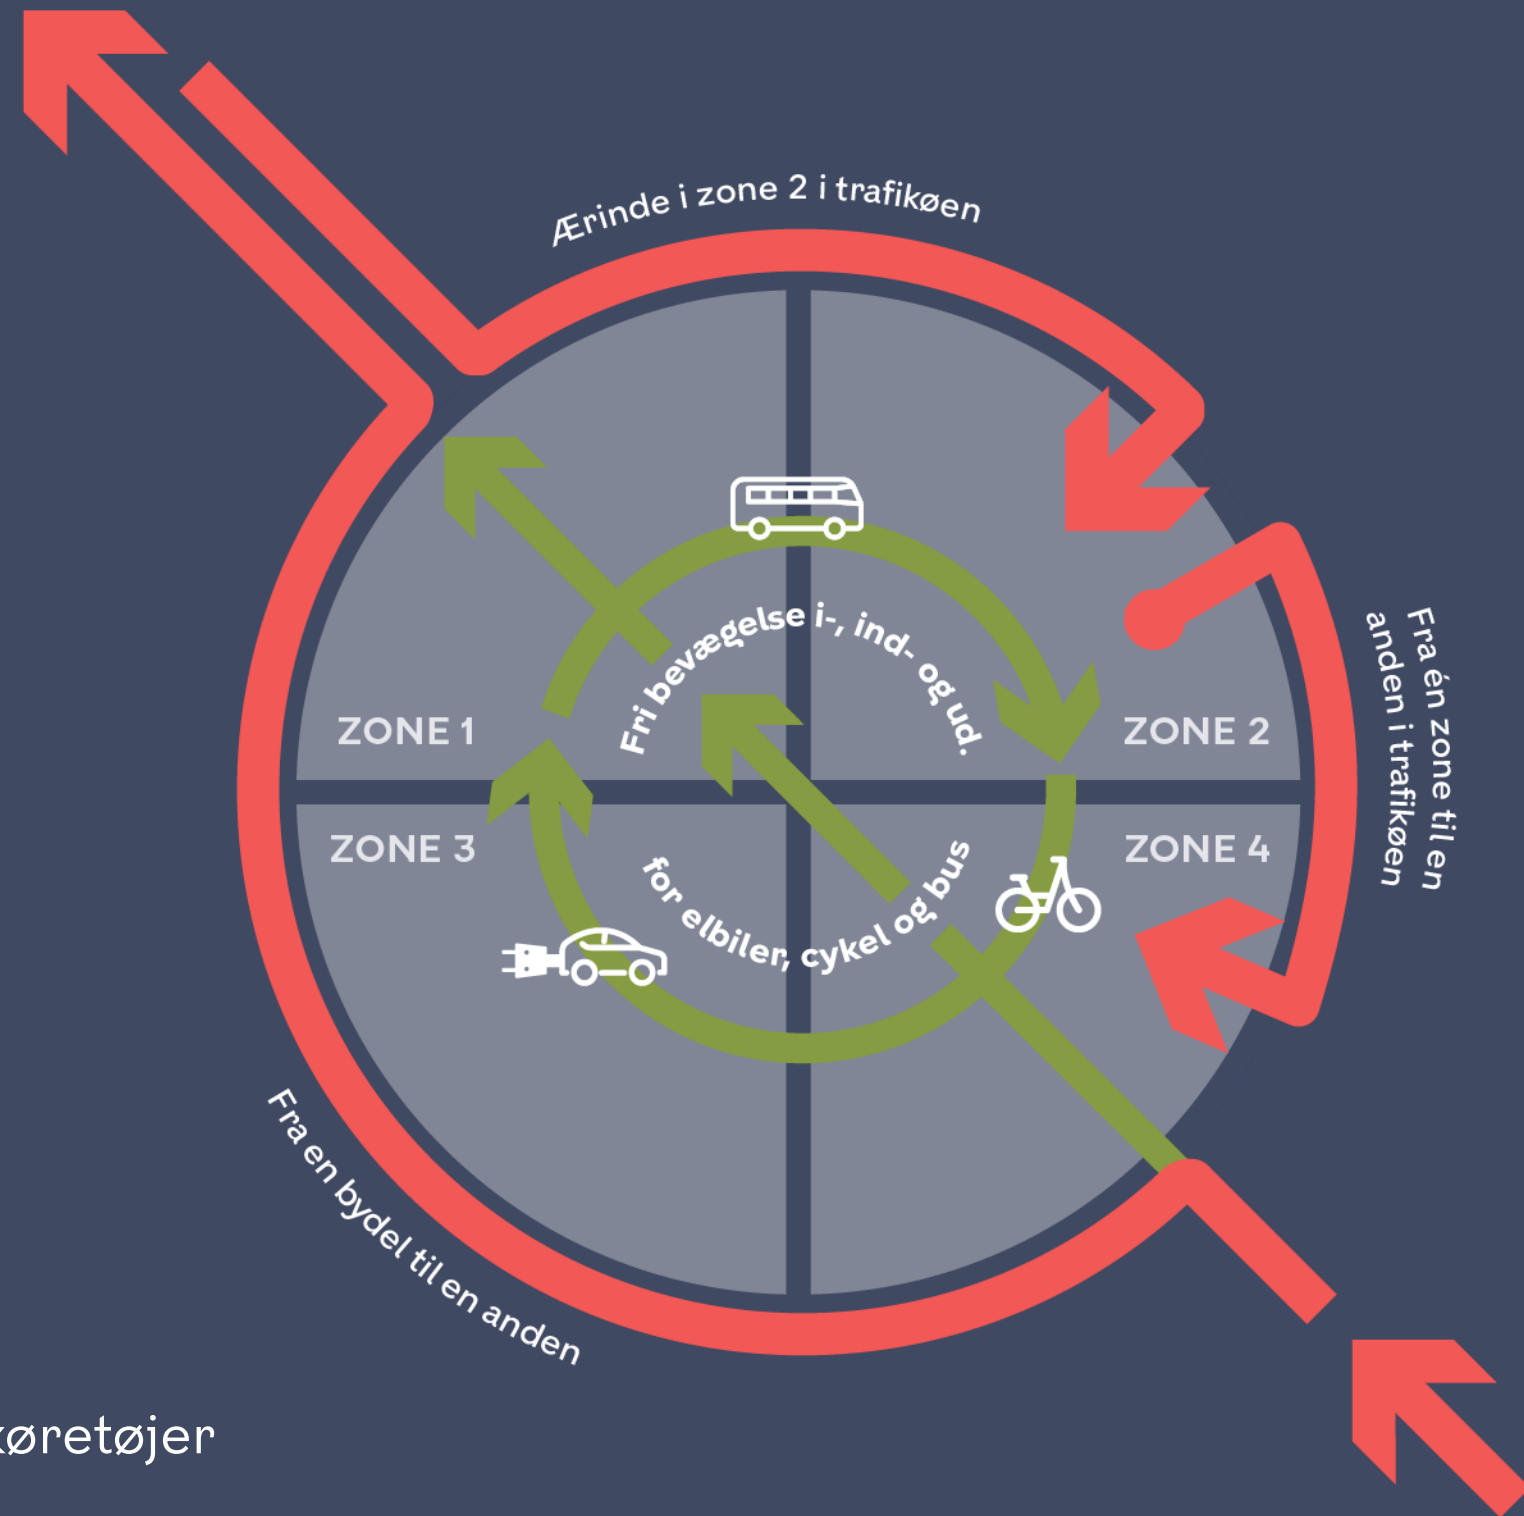 Ærinde i zone 2 i trafikøen
Fri bevægelse i-, ind- og ud.
ZONE 1
ZONE 2
Fra én zone til en
anden i trafikøen
ZONE 3
ZONE 4
for elbiler, cykel og bus
Fra en bydel til en anden
øretøjer